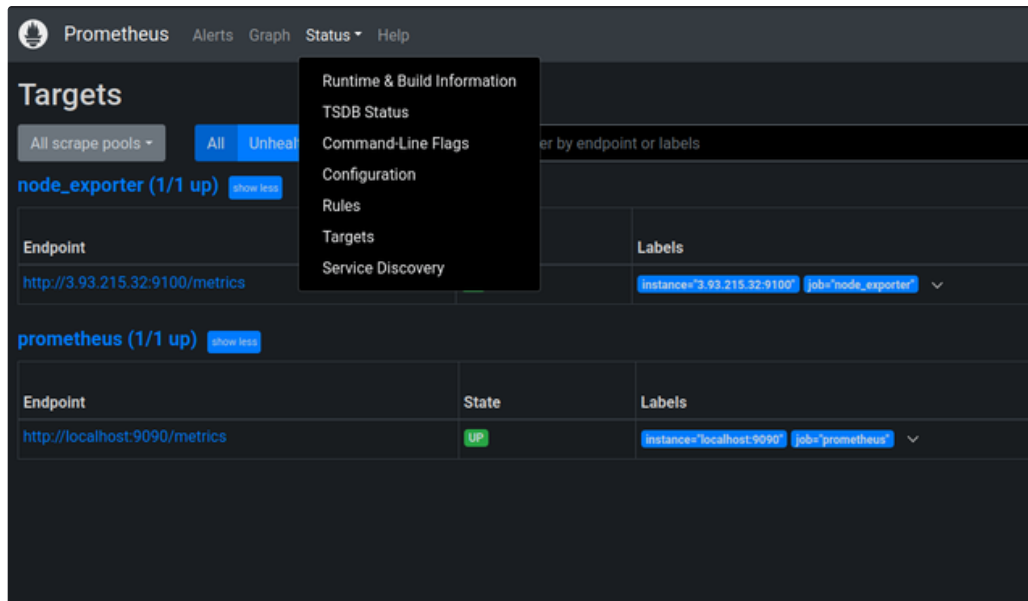 Prometheus Alerts Graph Status Help
Runtime & Build Information
TSDB Status
Command-Line Flags
Configuration
Rules
Targets
Service Discovery
Targets
All scrape pools All Unheal er by endpoint or labels
node_exporter (1/1 up) show less
Endpoint Labels
http://3.93.215.32:9100/metrics instance="3.93.215.32:9100" job="node_exporter"
prometheus (1/1 up) show less
Endpoint State Labels
http://localhost:9090/metrics UP instance="localhost:9090" job="prometheus"